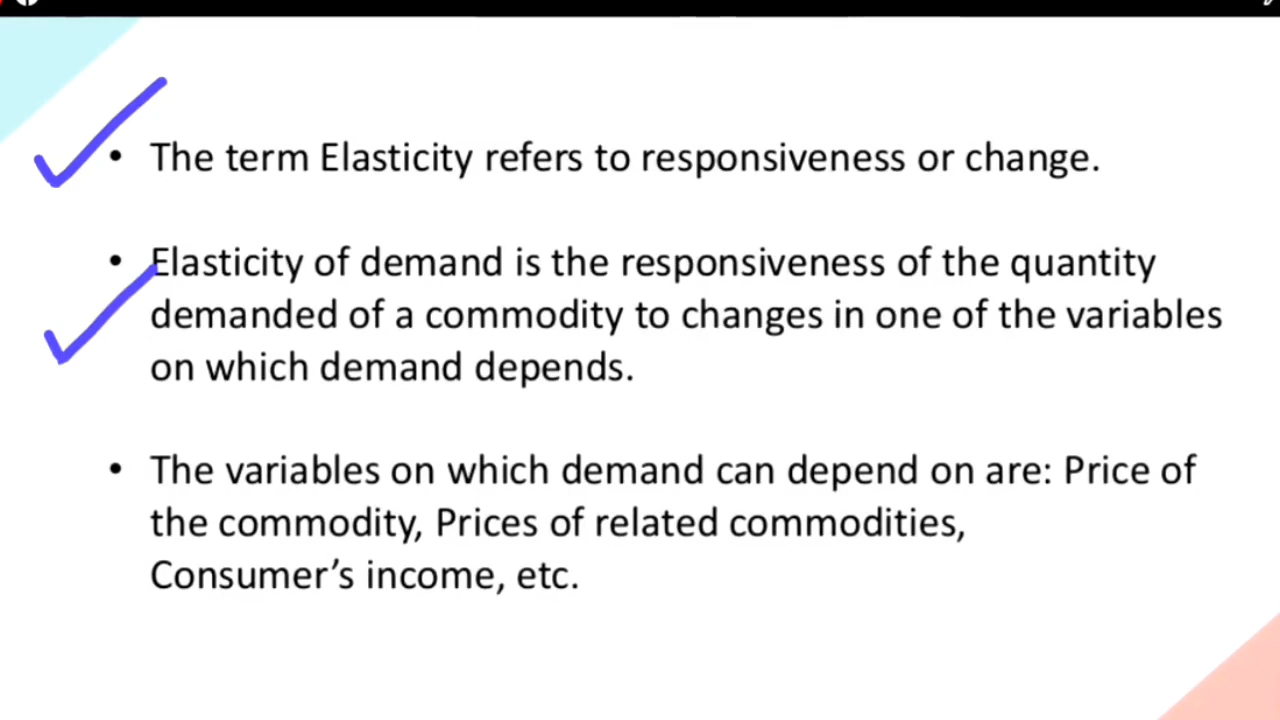 • The term Elasticity refers to responsiveness or change.
• Elasticity of demand is the responsiveness of the quantity
demanded of a commodity to changes in one of the variables
on which demand depends.
• The variables on which demand can depend on are: Price of
the commodity, Prices of related commodities,
Consumer’s income, etc.